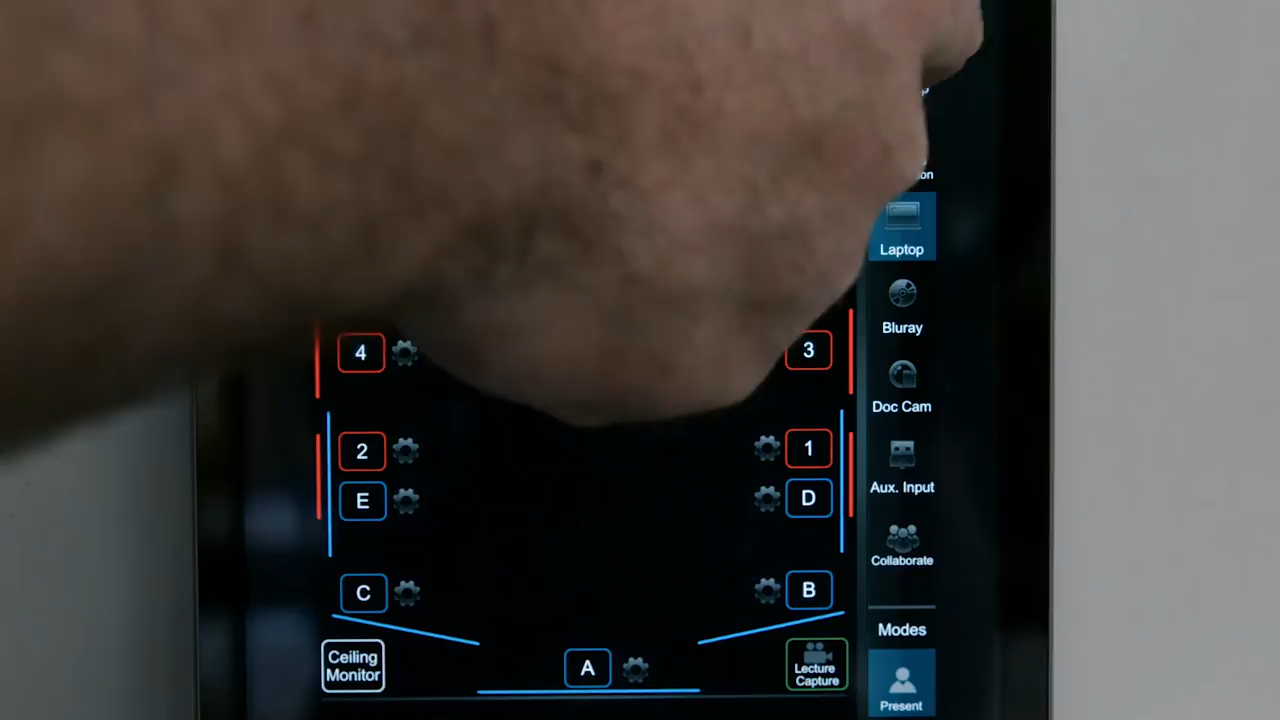 Laptop
Bluray
4
3
Doc Cam
2
1
Aux. Input
E
D
Collaborate
C
B
Modes
Ceiling
Monitor
A
Lecture
Capture
Present